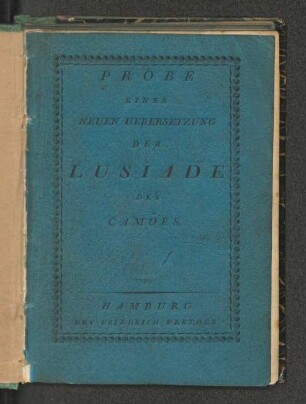 PROBE
EINER
NEUEN UEBERSETZUNG
DER
LUSIADE
DES
CAMOES.
HAMBURG
BEY FRIEDRICH PERTHES